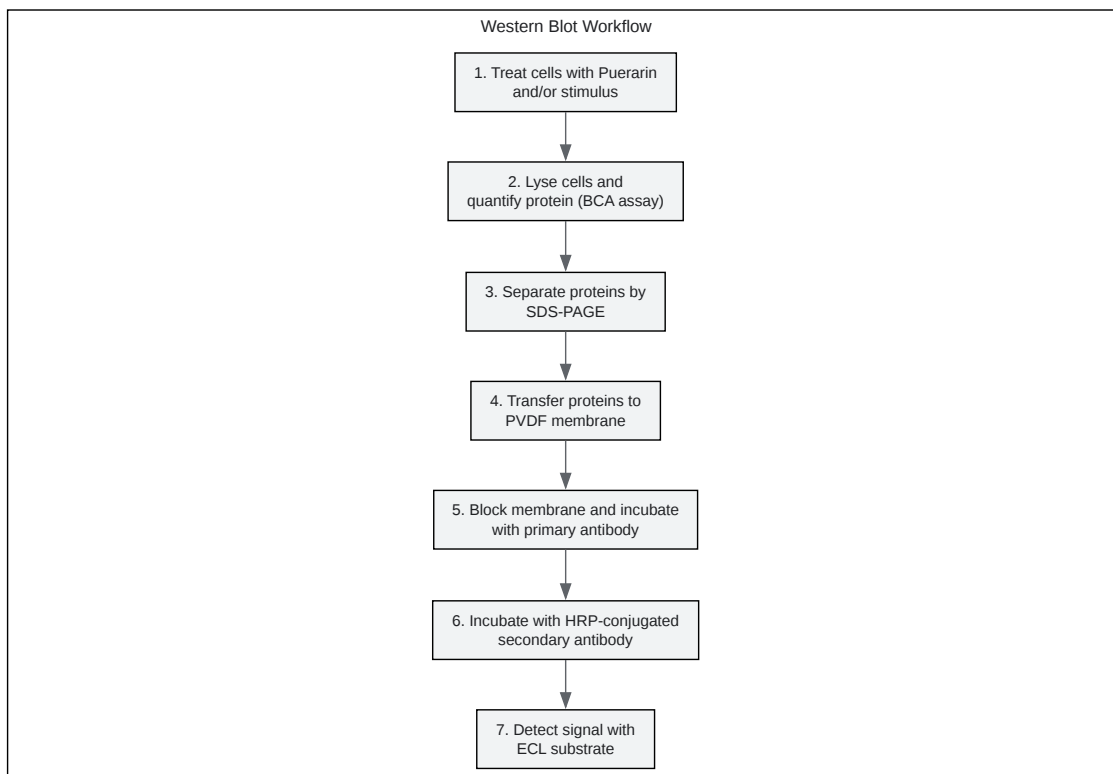 Western Blot Workflow
1. Treat cells with Puerarin
and/or stimulus
2. Lyse cells and
quantify protein (BCA assay)
3. Separate proteins by
SDS-PAGE
4. Transfer proteins to
PVDF membrane
5. Block membrane and incubate
with primary antibody
6. Incubate with HRP-conjugated
secondary antibody
7. Detect signal with
ECL substrate